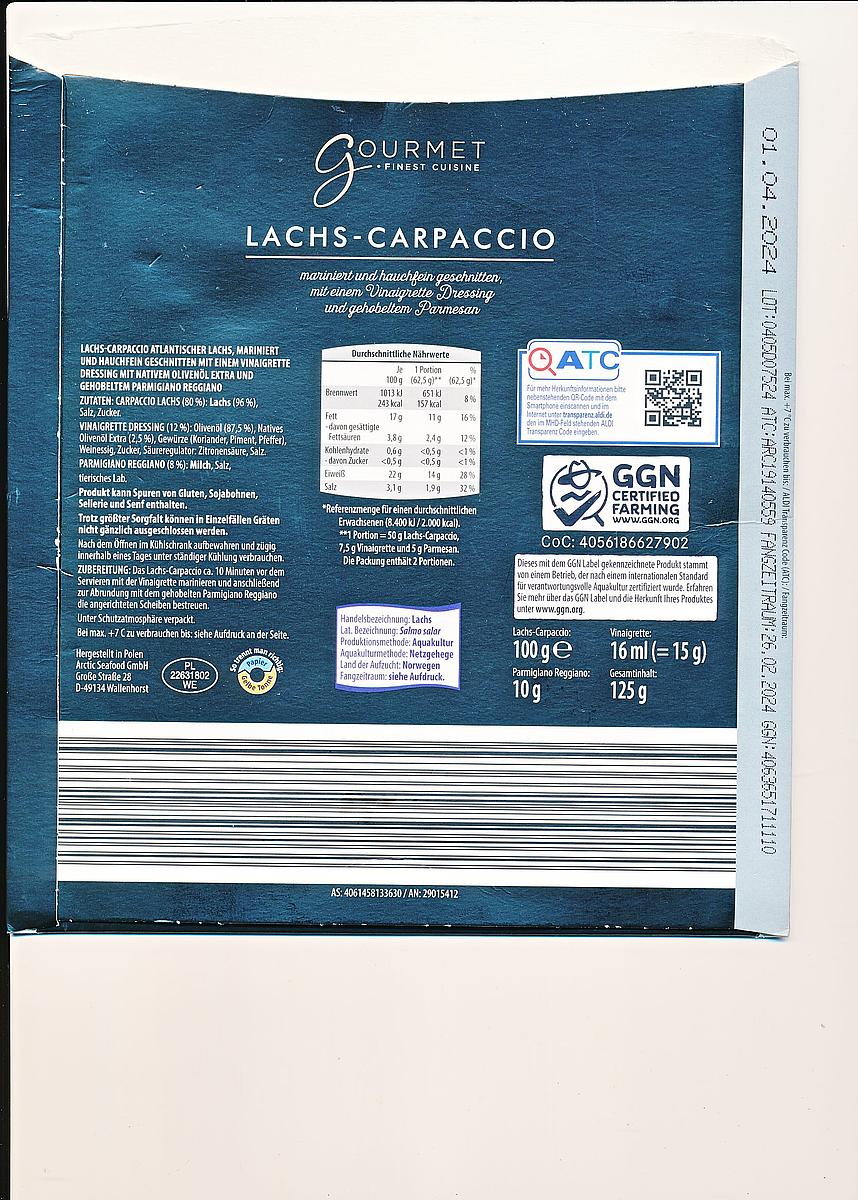 GOURMET
FINEST CUISINE
LACHS-CARPACCIO
mariniert und hauchfein geschnitten,
mit einem Vinaigrette Dressing
und gehobeltem Parmesan
LACHS-CARPACCIO ATLANTISCHER LACHS, MARINIERT
UND HAUCHFEIN GESCHNITTEN MIT EINEM VINAIGRETTE
DRESSING MIT NATIVEM OLIVENÖL EXTRA UND
GEHOBELTEM PARMIGIANO REGGIANO
ZUTATEN: CARPACCIO LACHS (80 %): Lachs (96 %),
Salz, Zucker.
VINAIGRETTE DRESSING (12 %): Olivenöl (87,5 %), Natives
Olivenöl Extra (2,5 %), Gewürze (Koriander, Piment, Pfeffer),
Weinessig, Zucker, Säureregulator: Zitronensäure, Salz.
PARMIGIANO REGGIANO (8 %): Milch, Salz,
tierisches Lab.
Produkt kann Spuren von Gluten, Sojabohnen,
Sellerie und Senf enthalten.
Trotz größter Sorgfalt können in Einzelfällen Gräten
nicht gänzlich ausgeschlossen werden.
Nach dem Öffnen im Kühlschrank aufbewahren und zügig
innerhalb eines Tages unter ständiger Kühlung verbrauchen.
ZUBEREITUNG: Das Lachs-Carpaccio ca. 10 Minuten vor dem
Servieren mit der Vinaigrette marinieren und anschließend
zur Abrundung mit dem gehobelten Parmigiano Reggiano
die angerichteten Scheiben bestreuen.
Unter Schutzatmosphäre verpackt.
Bei max. +7 °C zu verbrauchen bis: siehe Aufdruck an der Seite.
Hergestellt in Polen
Arctic Seafood GmbH
Große Straße 28
D-49134 Wallenhorst
PL
22631802
WE
So trennt man richtig
Papier
Gelbe Tonne
Durchschnittliche Nährwerte
Je 1 Portion %
100 g (62,5 g)** (62,5 g)*
Brennwert 1013 kJ 651 kJ 8 %
243 kcal 157 kcal
Fett 17 g 11 g 16 %
- davon gesättigte
Fettsäuren 3,8 g 2,4 g 12 %
Kohlenhydrate 0,6 g <0,5 g <1 %
- davon Zucker <0,5 g <0,5 g <1 %
Eiweiß 22 g 14 g 28 %
Salz 3,1 g 1,9 g 32 %
*Referenzmenge für einen durchschnittlichen
Erwachsenen (8.400 kJ / 2.000 kcal).
**1 Portion = 50 g Lachs-Carpaccio,
7,5 g Vinaigrette und 5 g Parmesan.
Die Packung enthält 2 Portionen.
Handelsbezeichnung: Lachs
Lat. Bezeichnung: Salmo salar
Produktionsmethode: Aquakultur
Aquakulturmethode: Netzgehege
Land der Aufzucht: Norwegen
Fangzeitraum: siehe Aufdruck.
ATC
Für mehr Herkunftsinformationen bitte
nebenstehenden QR-Code mit dem
Smartphone einscannen und im
Internet unter transparenz.aldi.de
den im MHD-Feld stehenden ALDI
Transparenz Code eingeben.
GGN
CERTIFIED
FARMING
WWW.GGN.ORG
CoC: 4056186627902
Dieses mit dem GGN Label gekennzeichnete Produkt stammt
von einem Betrieb, der nach einem internationalen Standard
für verantwortungsvolle Aquakultur zertifiziert wurde. Erfahren
Sie mehr über das GGN Label und die Herkunft Ihres Produktes
unter www.ggn.org.
Lachs-Carpaccio:
100 g e
Vinaigrette:
16 ml (= 15 g)
Parmigiano Reggiano:
10 g
Gesamtinhalt:
125 g
AS: 4061458133630 / AN: 29015412
01.04.2024 LOT:0405007524 ATC:ARC19140559 FANGZEITRAUM:26.02.2024 GGN:4063651711110
Bei max. +7 °C zu verbrauchen bis: / ALDI Transparenz Code (ATC): / Fangzeitraum: